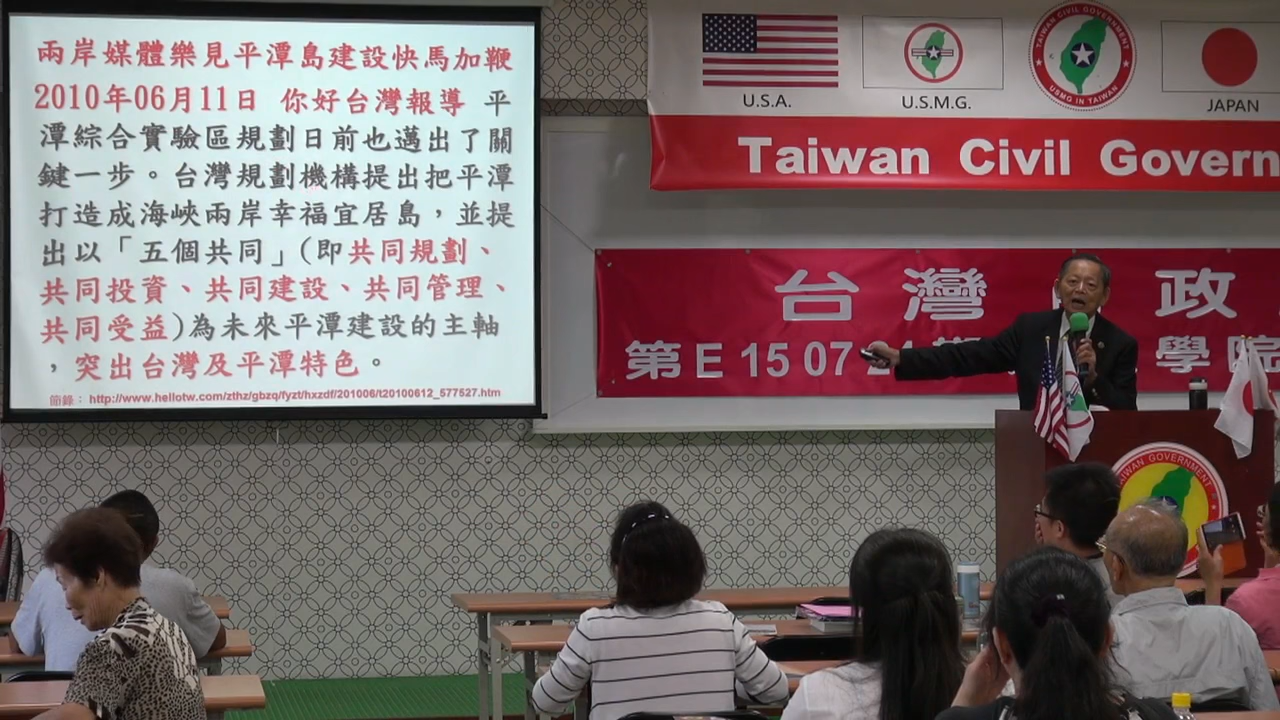 兩岸媒體樂見平潭島建設快馬加鞭
2010年06月11日 你好台灣報導 平
潭綜合實驗區規劃日前也邁出了關
鍵一步。台灣規劃機構提出把平潭
打造成海峽兩岸幸福宜居島，並提
出以「五個共同」(即共同規劃、
共同投資、共同建設、共同管理、
共同受益)為未來平潭建設的主軸
，突出台灣及平潭特色。
節錄： http://www.hellotw.com/zthz/gbzq/fyzt/hxzdf/201006/t20100612_577527.htm
U.S.A.
U.S.M.G.
TAIWAN CIVIL GOVERNMENT
USMG IN TAIWAN
JAPAN
Taiwan Civil Govern
台灣 政
第E 15 07 學院
TAIWAN GOVERNMENT